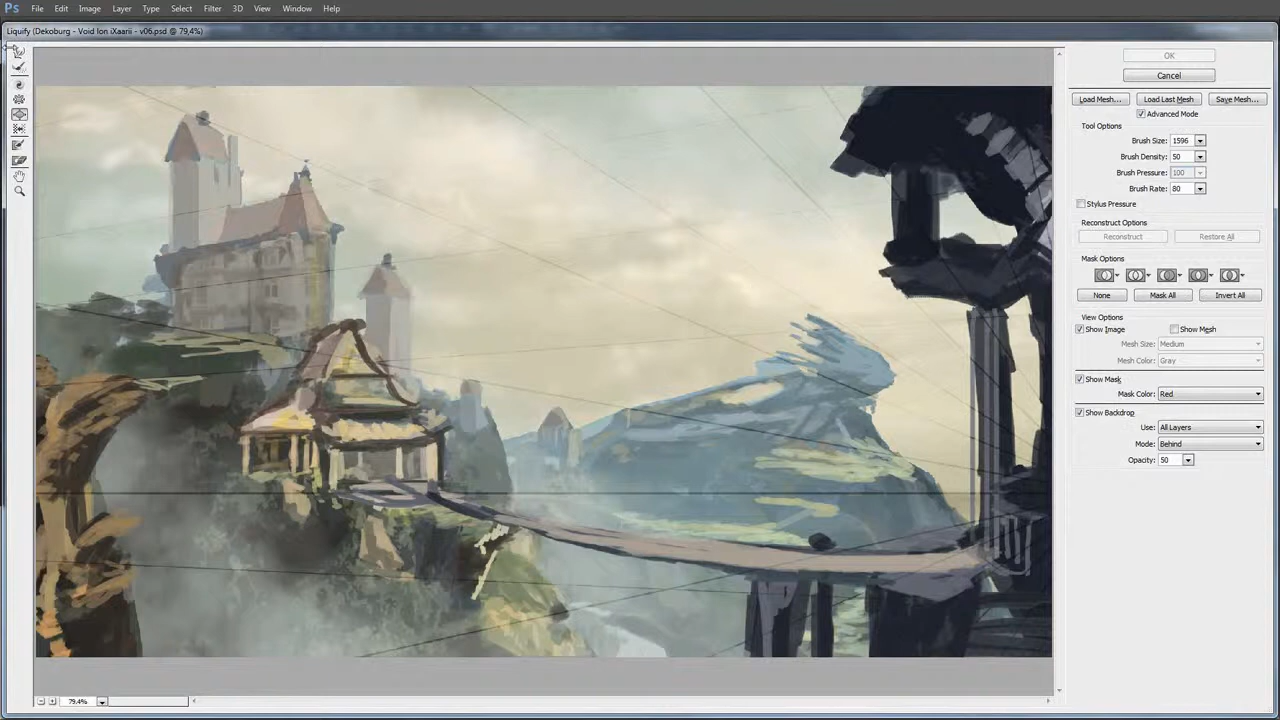 Ps File Edit Image Layer Type Select Filter 3D View Window Help
Liquify (Dekoburg - Void Ion iXaarii - v06.psd @ 79,4%)
OK
Cancel
Load Mesh... Load Last Mesh Save Mesh...
Advanced Mode
Tool Options
Brush Size: 1596
Brush Density: 50
Brush Pressure: 100
Brush Rate: 80
Stylus Pressure
Reconstruct Options
Reconstruct Restore All
Mask Options
None Mask All Invert All
View Options
Show Image Show Mesh
Mesh Size: Medium
Mesh Color: Gray
Show Mask
Mask Color: Red
Show Backdrop
Use: All Layers
Mode: Behind
Opacity: 50
79.4%